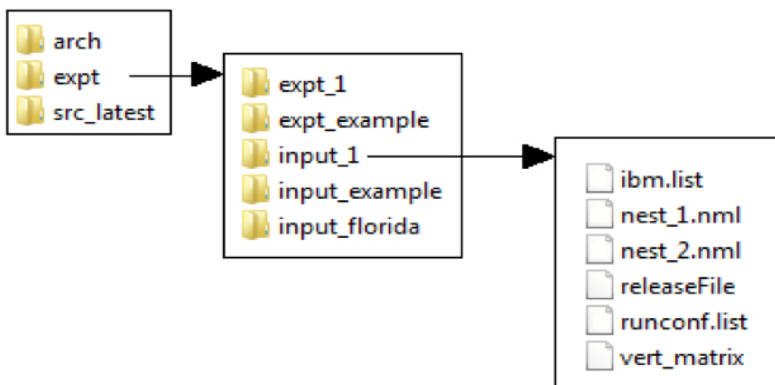 arch
expt
src_latest
expt_1
expt_example
input_1
input_example
input_florida
ibm.list
nest_1.nml
nest_2.nml
releaseFile
runconf.list
vert_matrix